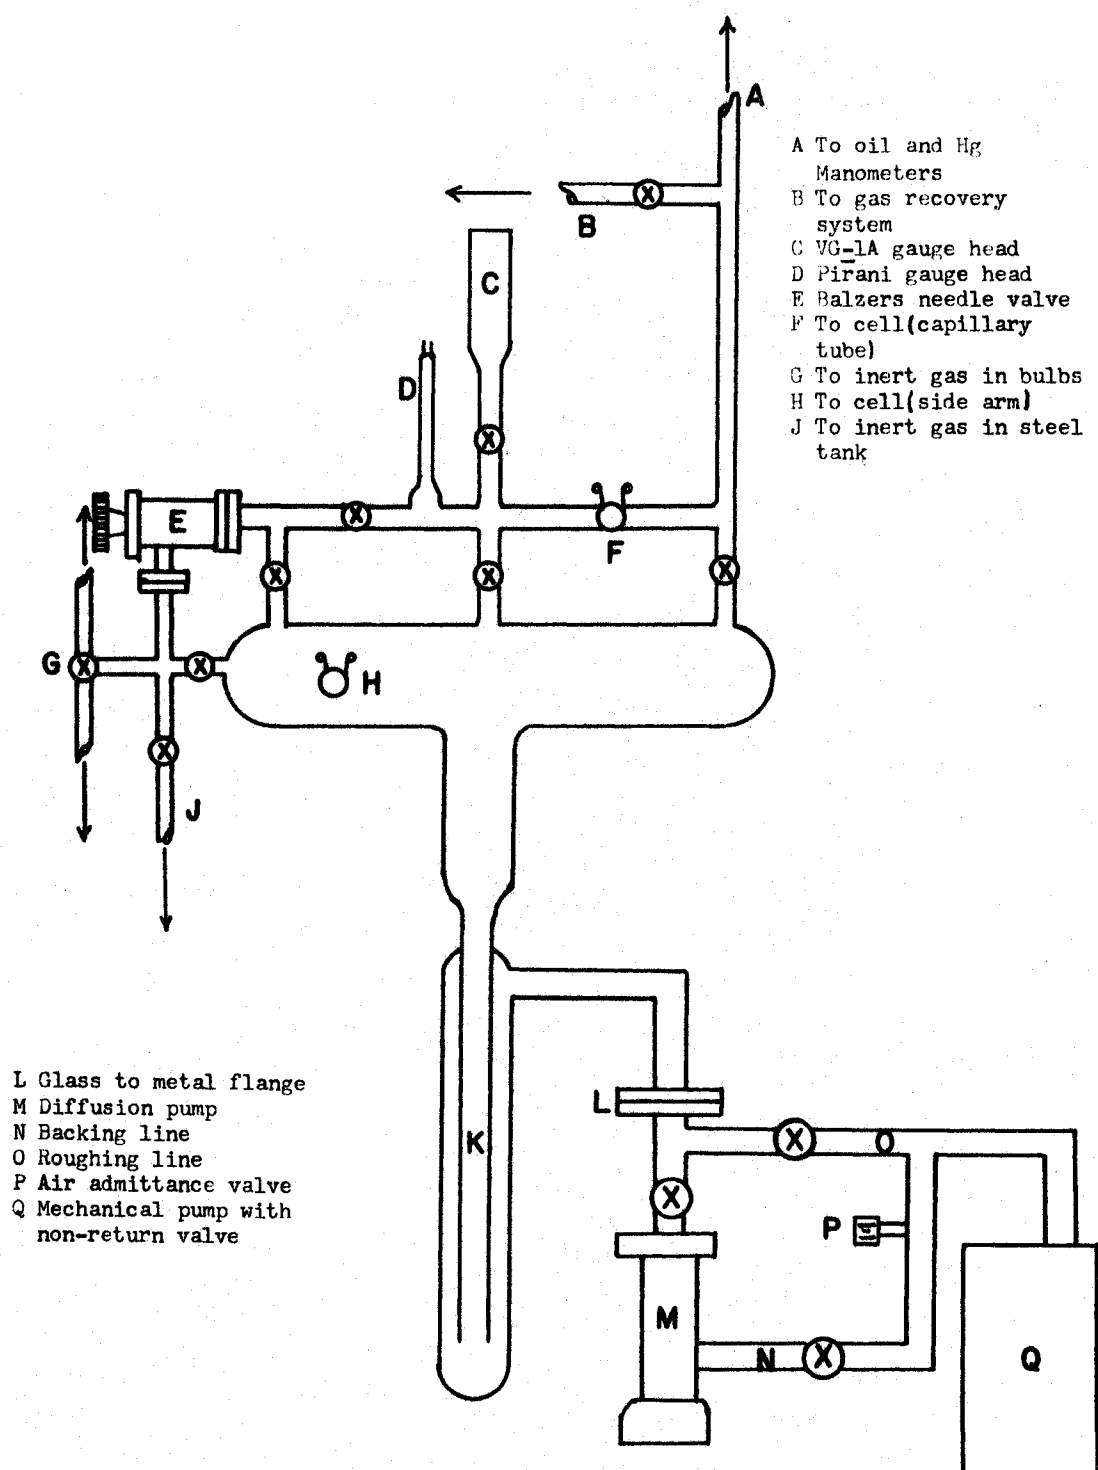 A
A To oil and Hg
Manometers
B To gas recovery
system
C VG-1A gauge head
D Pirani gauge head
E Balzers needle valve
F To cell(capillary
tube)
G To inert gas in bulbs
H To cell(side arm)
J To inert gas in steel
tank
X
B
C
D
X
X
E
F
X
X
X
G
X
X
H
X
J
L Glass to metal flange
M Diffusion pump
N Backing line
O Roughing line
P Air admittance valve
Q Mechanical pump with
non-return valve
L
K
X
O
X
P
M
N
X
Q